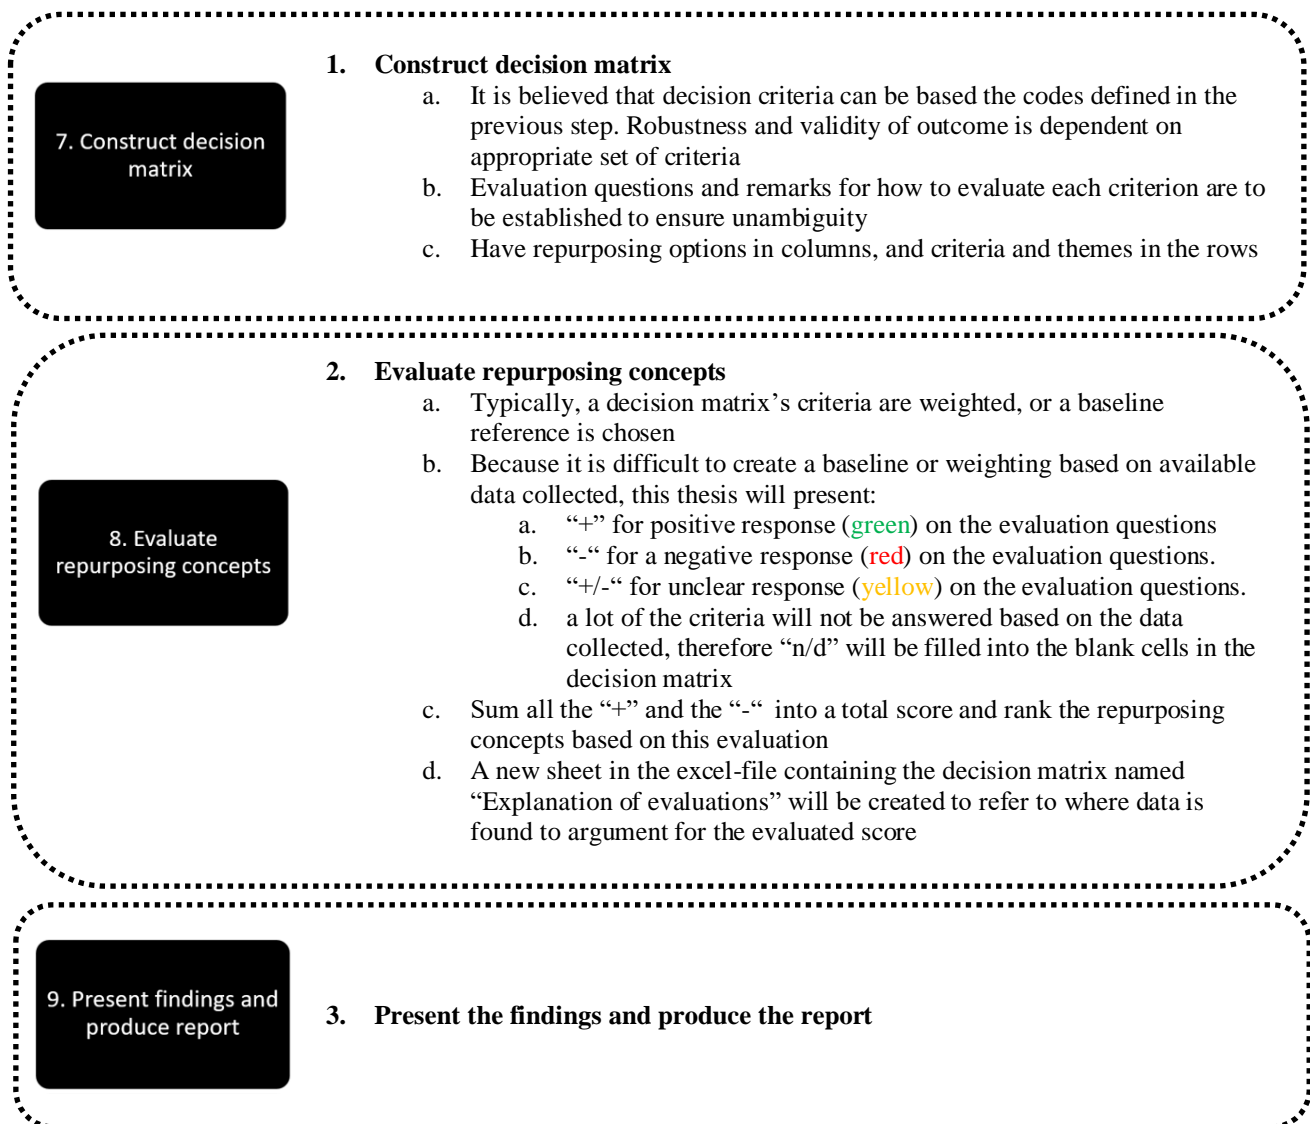 7. Construct decision
matrix
1. Construct decision matrix
a. It is believed that decision criteria can be based the codes defined in the
previous step. Robustness and validity of outcome is dependent on
appropriate set of criteria
b. Evaluation questions and remarks for how to evaluate each criterion are to
be established to ensure unambiguity
c. Have repurposing options in columns, and criteria and themes in the rows
8. Evaluate
repurposing concepts
2. Evaluate repurposing concepts
a. Typically, a decision matrix’s criteria are weighted, or a baseline
reference is chosen
b. Because it is difficult to create a baseline or weighting based on available
data collected, this thesis will present:
a. “+” for positive response (green) on the evaluation questions
b. “-“ for a negative response (red) on the evaluation questions.
c. “+/-“ for unclear response (yellow) on the evaluation questions.
d. a lot of the criteria will not be answered based on the data
collected, therefore “n/d” will be filled into the blank cells in the
decision matrix
c. Sum all the “+” and the “-“ into a total score and rank the repurposing
concepts based on this evaluation
d. A new sheet in the excel-file containing the decision matrix named
“Explanation of evaluations” will be created to refer to where data is
found to argument for the evaluated score
9. Present findings and
produce report
3. Present the findings and produce the report